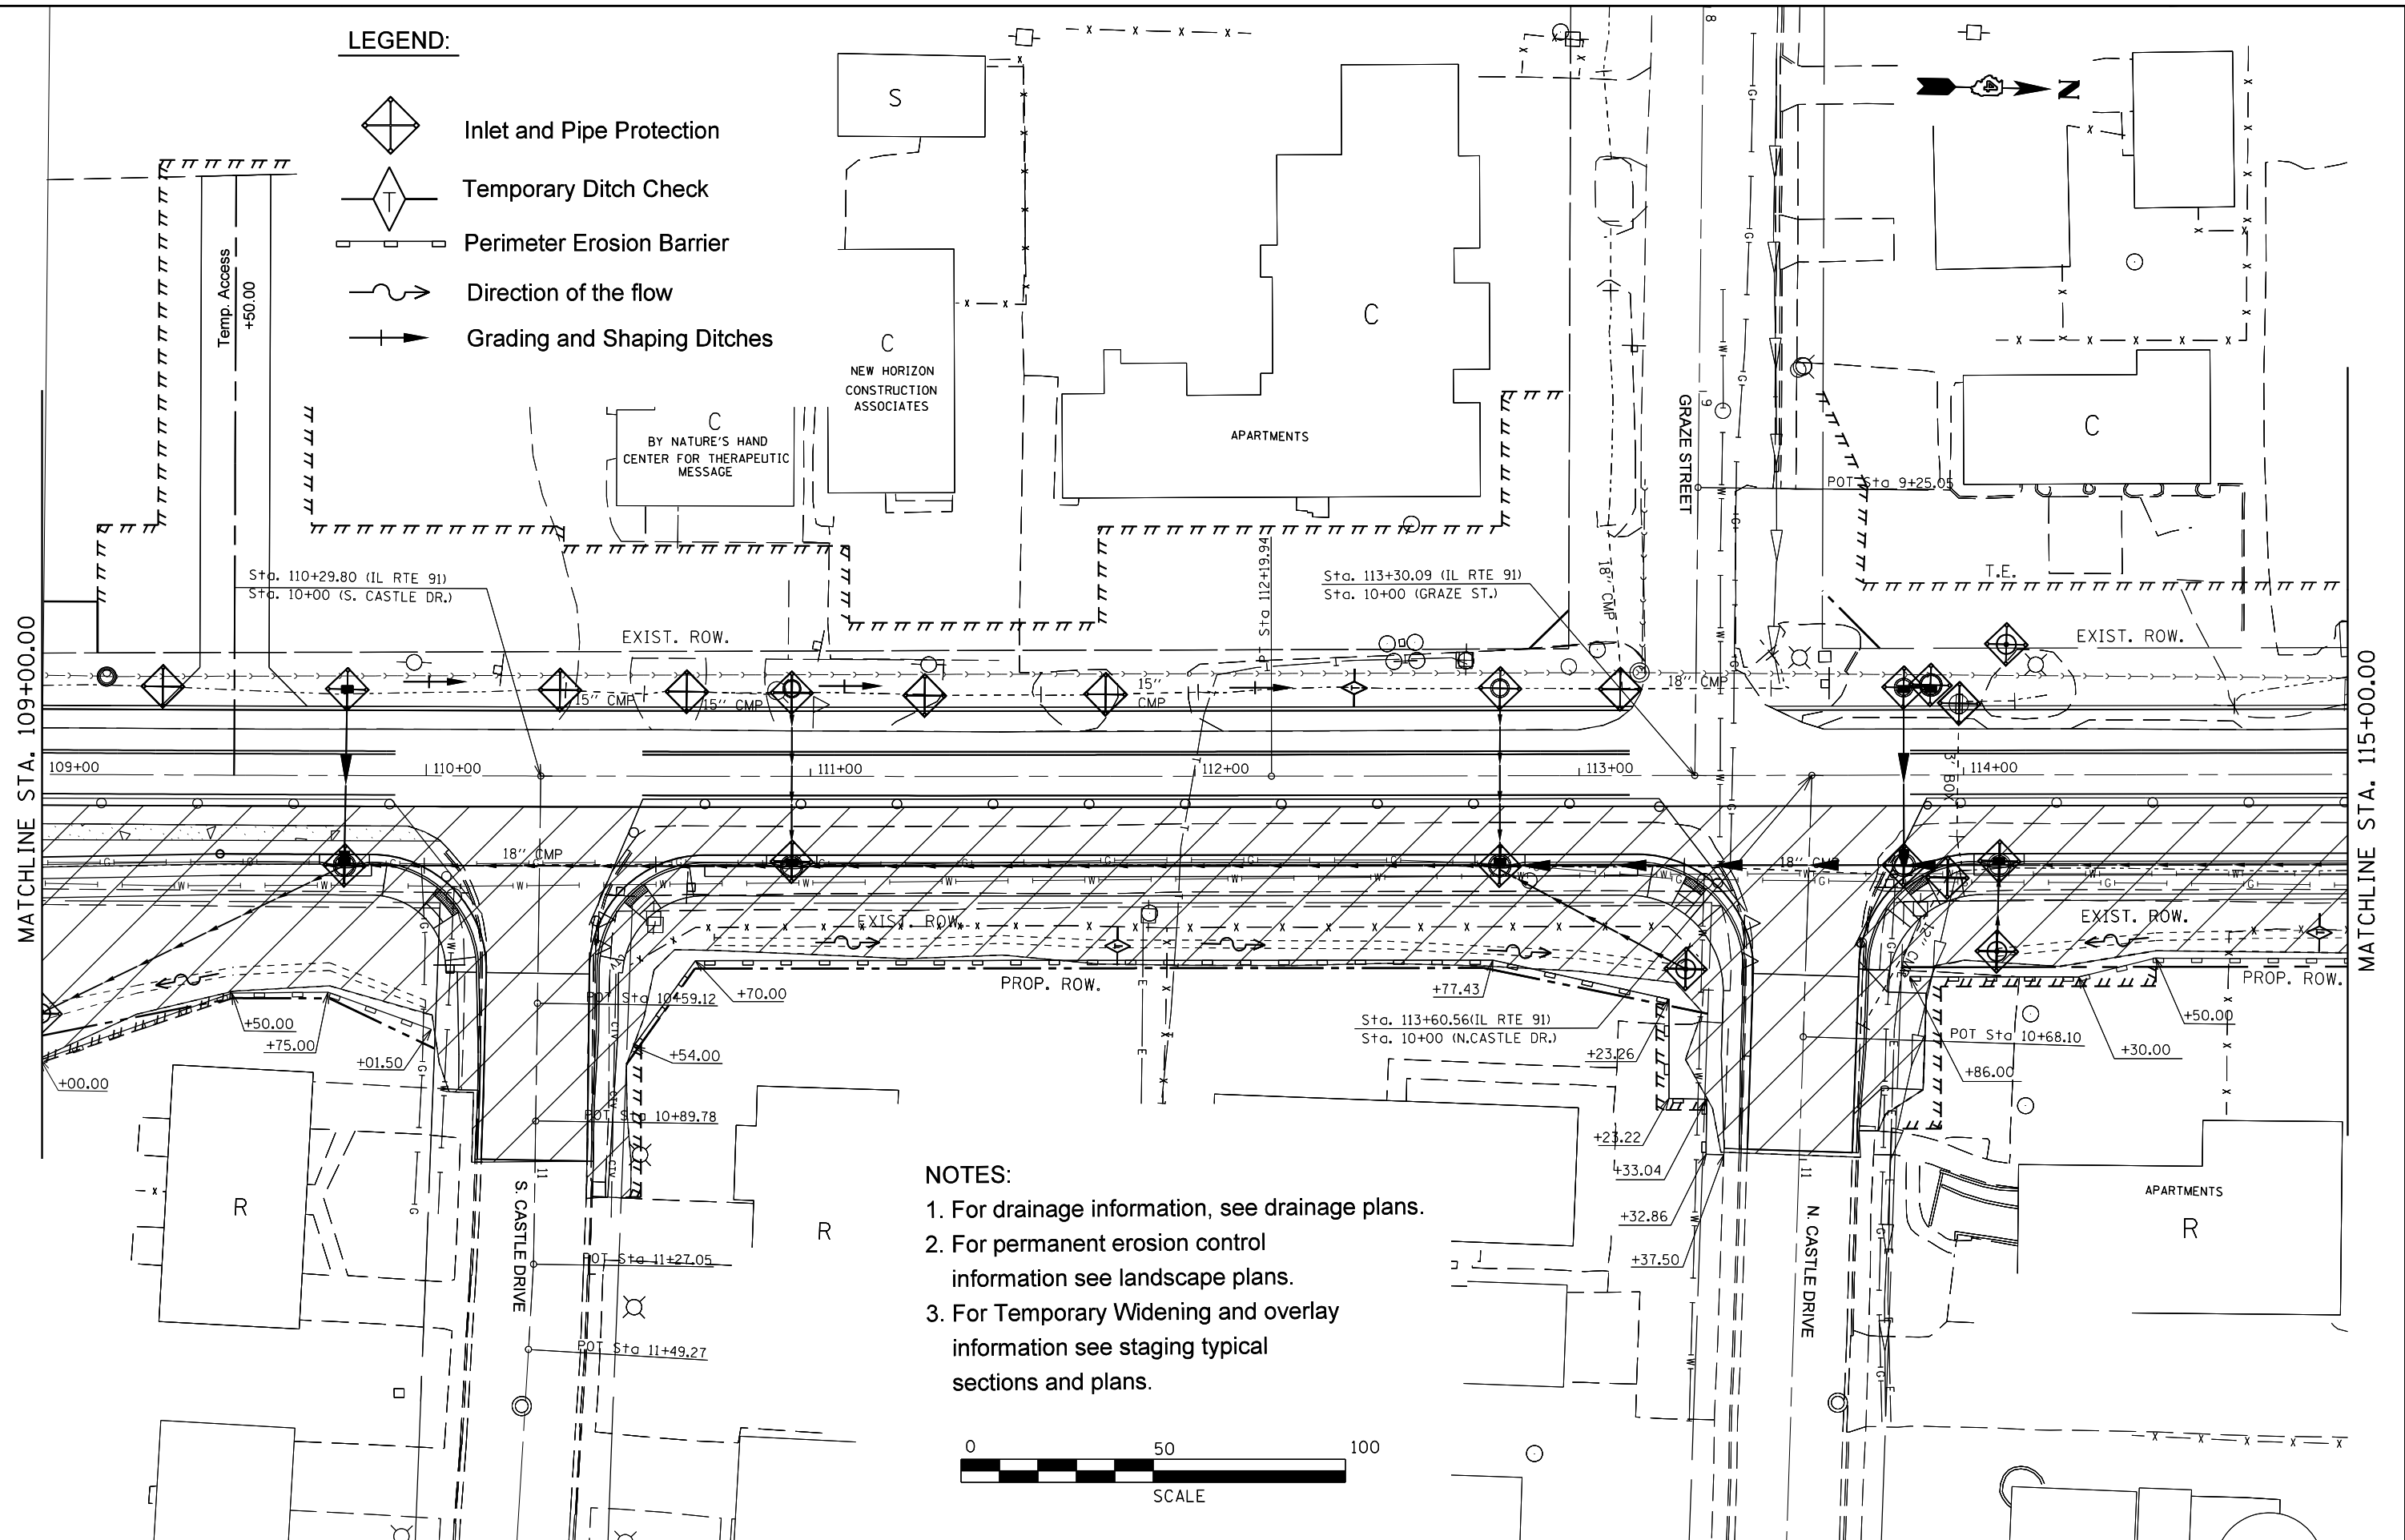 LEGEND:
Inlet and Pipe Protection
T
Temporary Ditch Check
Perimeter Erosion Barrier
Direction of the flow
Grading and Shaping Ditches
S
8
N
Temp. Access
+50.00
C
NEW HORIZON
CONSTRUCTION
ASSOCIATES
C
BY NATURE'S HAND
CENTER FOR THERAPEUTIC
MESSAGE
C
APARTMENTS
9
GRAZE STREET
C
POT Sta 9+25.05
T.E.
Sta. 110+29.80 (IL RTE 91)
Sta. 10+00 (S. CASTLE DR.)
PT Sta 112+19.94
Sta. 113+30.09 (IL RTE 91)
Sta. 10+00 (GRAZE ST.)
18" CMP
EXIST. ROW.
EXIST. ROW.
MATCHLINE STA. 109+00.00
MATCHLINE STA. 115+00.00
15" CMP
15" CMP
15"
CMP
18" CMP
109+00
110+00
111+00
112+00
113+00
114+00
3' BOX
18" CMP
18" CMP
EXIST. ROW.
EXIST. ROW.
12" CMP
PROP. ROW.
PROP. ROW.
+00.00
+50.00
+75.00
+01.50
POT Sta 10+59.12
+70.00
+54.00
POT Sta 10+89.78
+77.43
Sta. 113+60.56(IL RTE 91)
Sta. 10+00 (N.CASTLE DR.)
+23.26
+23.22
+33.04
+32.86
+37.50
POT Sta 10+68.10
+86.00
+30.00
+50.00
11
11
S. CASTLE DRIVE
N. CASTLE DRIVE
R
R
APARTMENTS
R
POT Sta 11+27.05
POT Sta 11+49.27
NOTES:
1. For drainage information, see drainage plans.
2. For permanent erosion control
information see landscape plans.
3. For Temporary Widening and overlay
information see staging typical
sections and plans.
0 50 100
SCALE